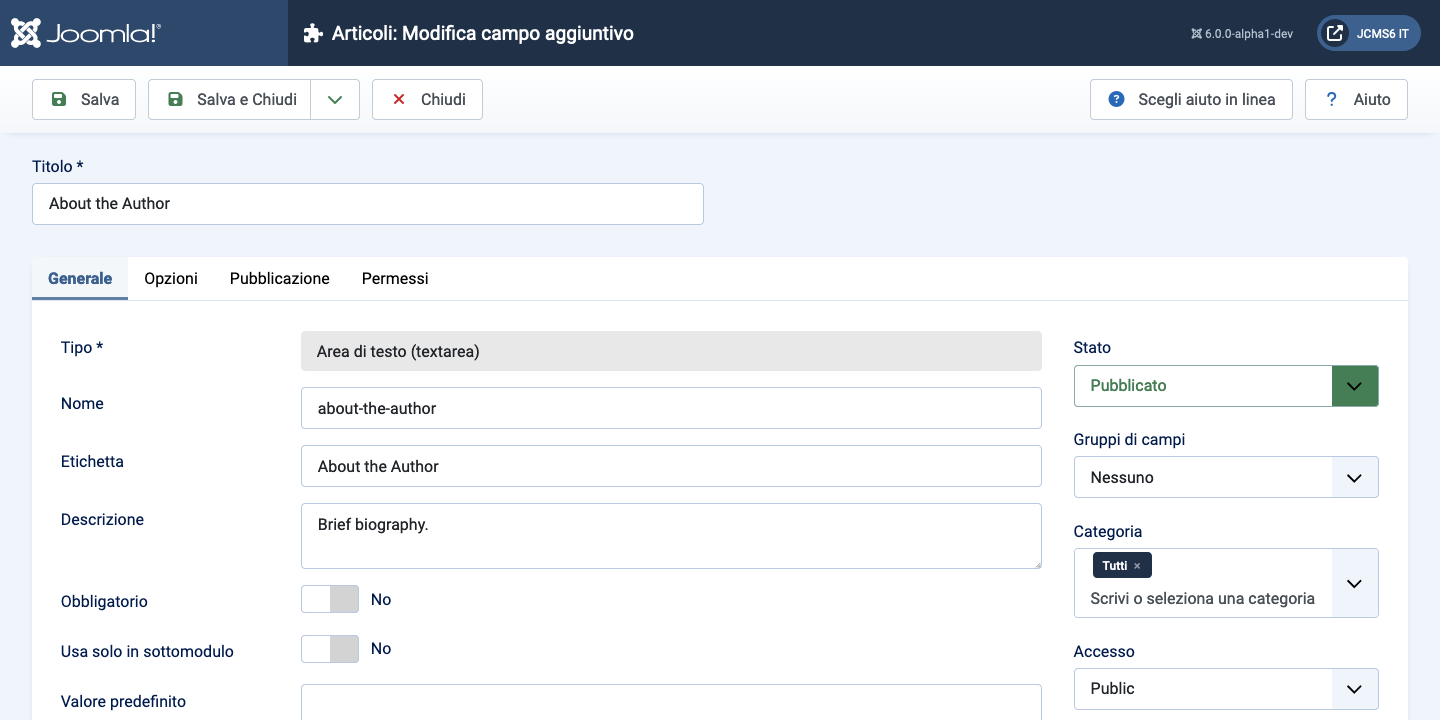 Joomla!®
Articoli: Modifica campo aggiuntivo
6.0.0-alpha1-dev
JCMS6 IT
Salva
Salva e Chiudi
Chiudi
Scegli aiuto in linea
? Aiuto
Titolo *
About the Author
Generale
Opzioni
Pubblicazione
Permessi
Tipo *
Area di testo (textarea)
Nome
about-the-author
Etichetta
About the Author
Descrizione
Brief biography.
Obbligatorio
No
Usa solo in sottomodulo
No
Valore predefinito
Stato
Pubblicato
Gruppi di campi
Nessuno
Categoria
Tutti ×
Scrivi o seleziona una categoria
Accesso
Public